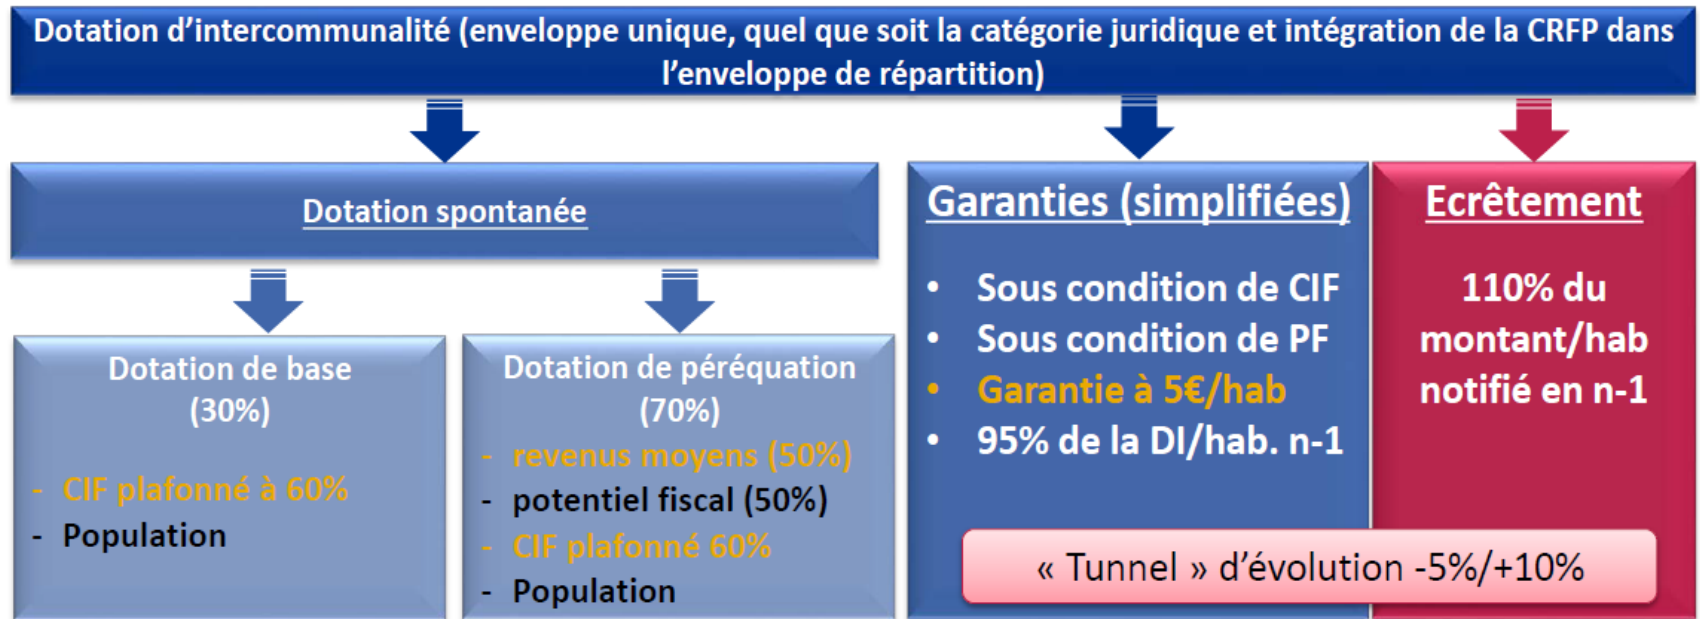 Dotation d’intercommunalité (enveloppe unique, quel que soit la catégorie juridique et intégration de la CRFP dans
l’enveloppe de répartition)
Dotation spontanée
Dotation de base
(30%)
- CIF plafonné à 60%
- Population
Dotation de péréquation
(70%)
- revenus moyens (50%)
- potentiel fiscal (50%)
- CIF plafonné 60%
- Population
Garanties (simplifiées)
• Sous condition de CIF
• Sous condition de PF
• Garantie à 5€/hab
• 95% de la DI/hab. n-1
Ecrêtement
110% du
montant/hab
notifié en n-1
« Tunnel » d’évolution -5%/+10%